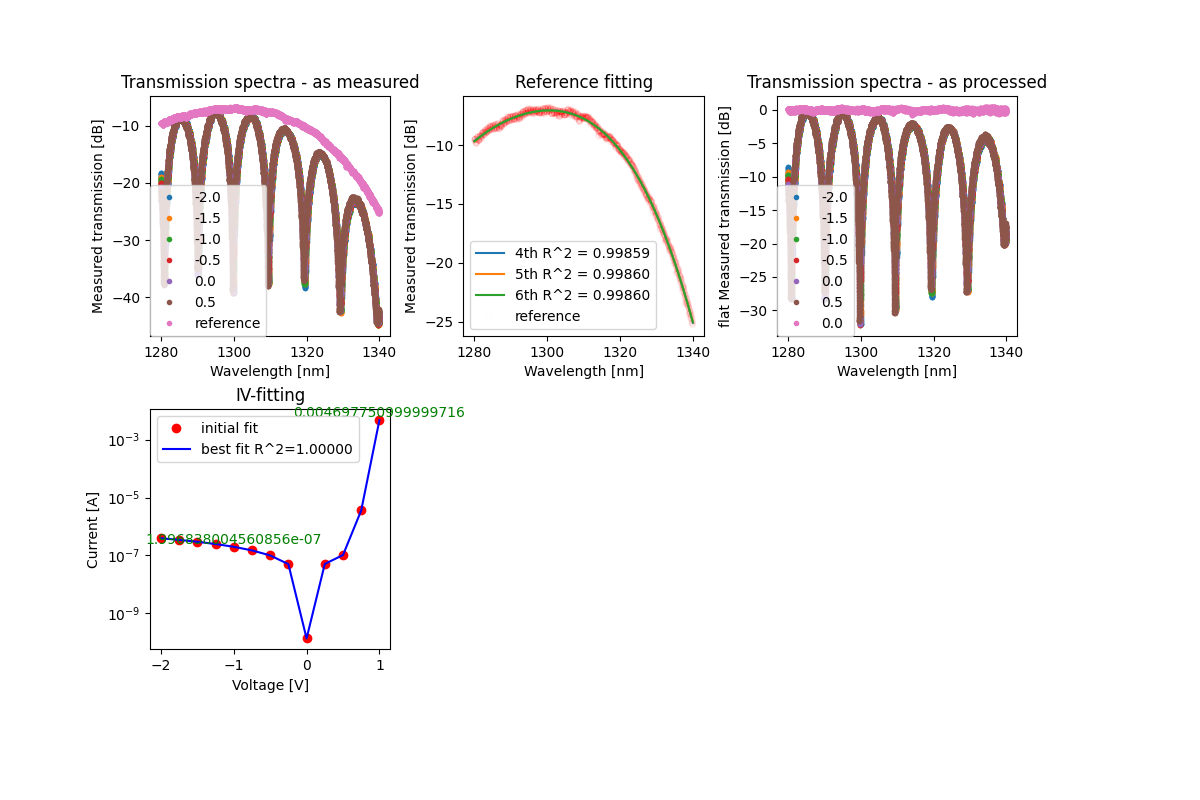 Transmission spectra - as measured
Measured transmission [dB]
−10
−20
−30
−40
-2.0
-1.5
-1.0
-0.5
0.0
0.5
reference
1280
1300
1320
1340
Wavelength [nm]
Reference fitting
Measured transmission [dB]
−10
−15
−20
−25
4th R^2 = 0.99859
5th R^2 = 0.99860
6th R^2 = 0.99860
reference
1280
1300
1320
1340
Wavelength [nm]
Transmission spectra - as processed
flat Measured transmission [dB]
0
−5
−10
−15
−20
−25
−30
-2.0
-1.5
-1.0
-0.5
0.0
0.5
0.0
1280
1300
1320
1340
Wavelength [nm]
IV-fitting
0.004697750999999716
initial fit
best fit R^2=1.00000
Current [A]
10−3
10−5
10−7
10−9
−2
−1
0
1
Voltage [V]